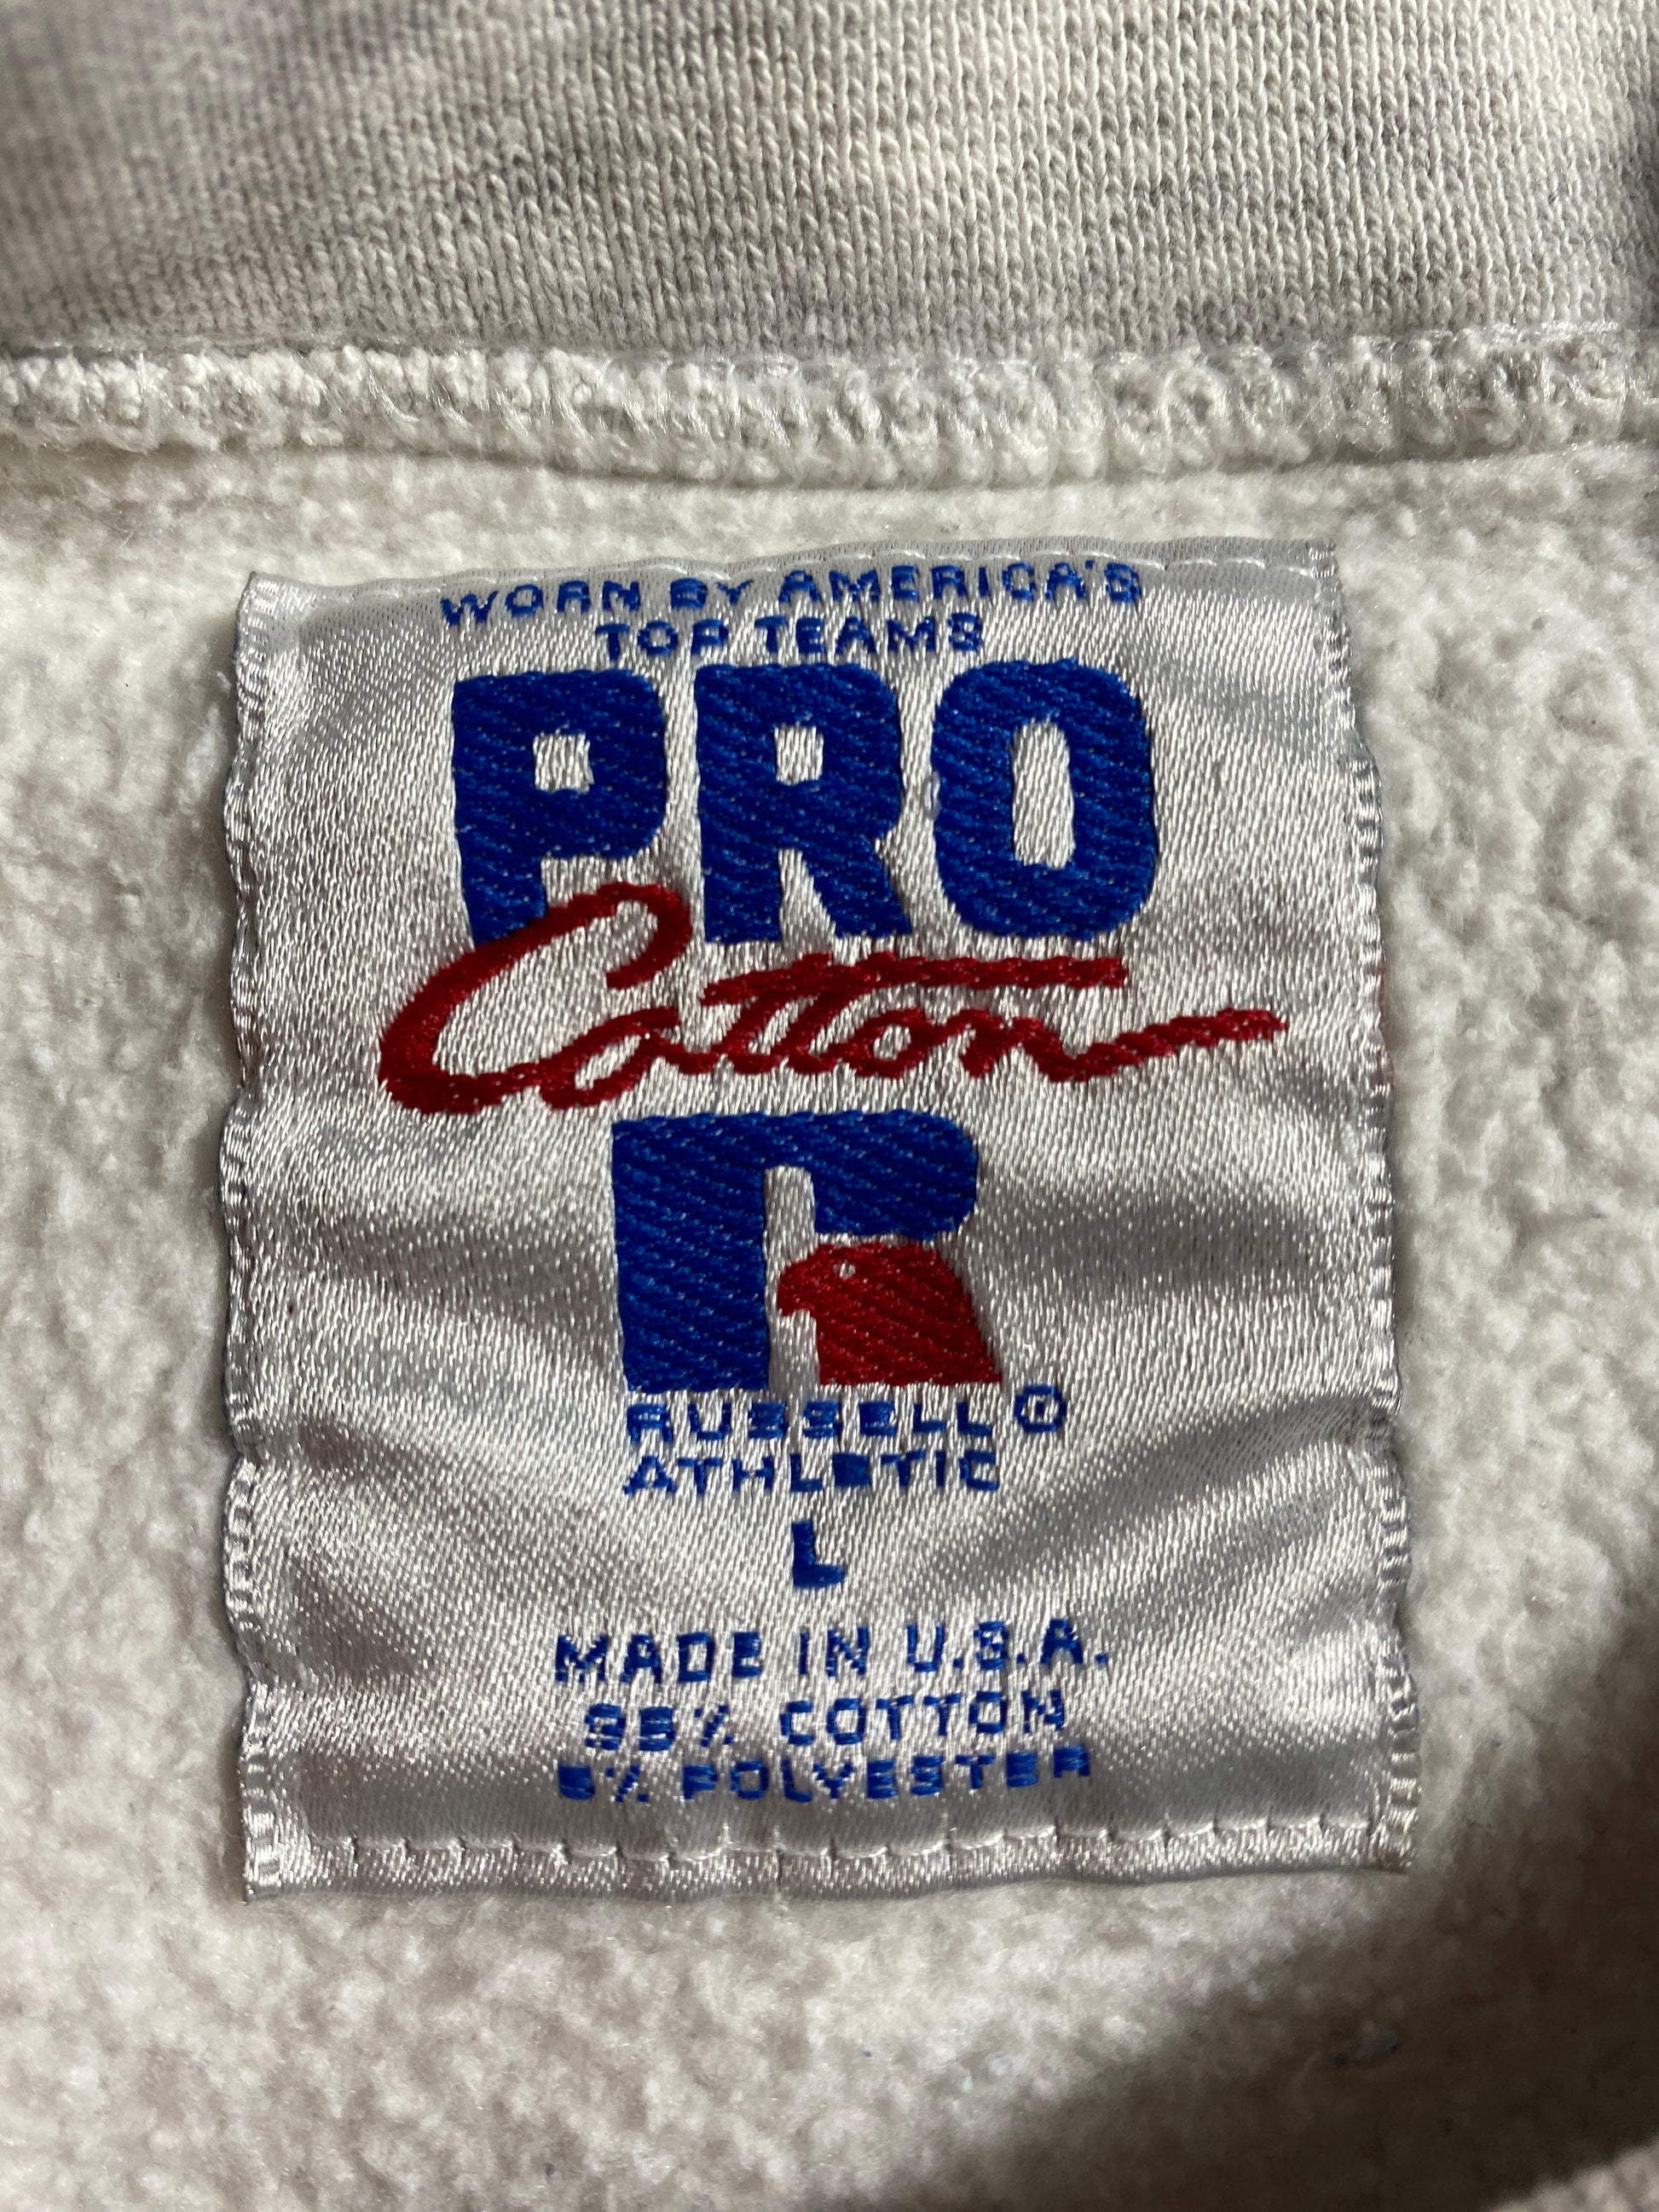 WORN BY AMERICA'S
TOP TEAMS
PRO
Cotton
RUSSELL®
ATHLETIC
L
MADE IN U.S.A.
95% COTTON
5% POLYESTER